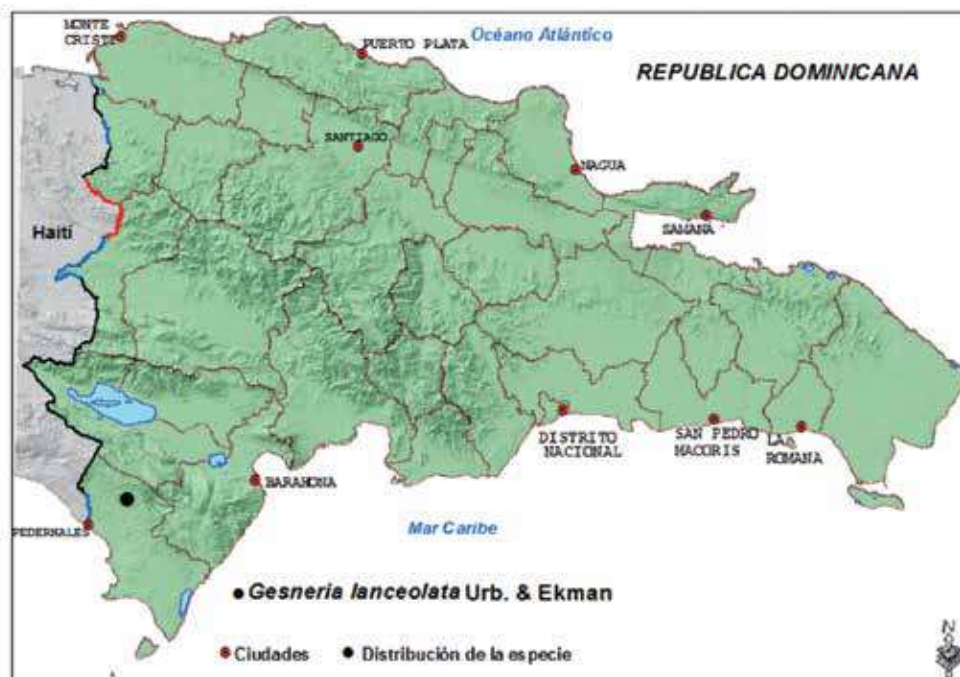 MONTE
CRISTI
PUERTO PLATA
Océano Atlántico
REPUBLICA DOMINICANA
SANTIAGO
NAGUA
SAMANA
Haití
DISTRITO
NACIONAL
SAN PEDRO
MACORIS
LA
ROMANA
BARAHONA
PEDERNALES
Mar Caribe
Gesneria lanceolata Urb. & Ekman
Ciudades
Distribución de la especie
N